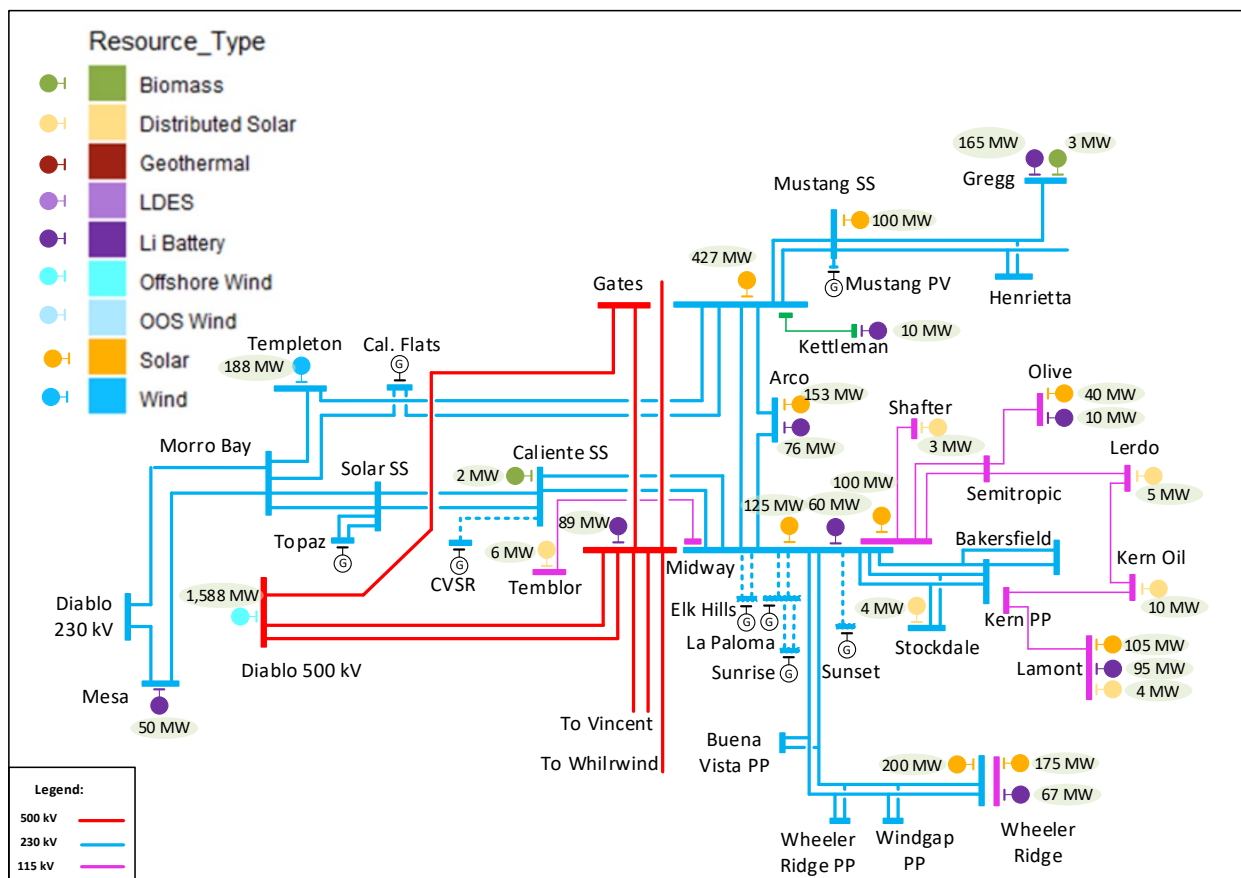 Resource_Type
Biomass
Distributed Solar
Geothermal
LDES
Li Battery
Offshore Wind
OOS Wind
Solar
Wind
165 MW
3 MW
Gregg
Mustang SS
100 MW
427 MW
G
Mustang PV
Henrietta
Gates
Kettleman
10 MW
Templeton
188 MW
Cal. Flats
G
Arco
153 MW
76 MW
Olive
40 MW
10 MW
Shafter
3 MW
Lerdo
5 MW
Semitropic
Morro Bay
Solar SS
Caliente SS
2 MW
100 MW
125 MW
60 MW
89 MW
Topaz
G
CVSR
G
6 MW
Temblor
Midway
Bakersfield
Kern Oil
10 MW
Kern PP
Diablo
230 kV
1,588 MW
Diablo 500 kV
Elk Hills
G
G
La Paloma
Sunrise
G
Sunset
G
4 MW
Stockdale
Lamont
105 MW
95 MW
4 MW
Mesa
50 MW
To Vincent
To Whilrwind
Buena
Vista PP
200 MW
175 MW
67 MW
Wheeler
Ridge PP
Windgap
PP
Wheeler
Ridge
Legend:
500 kV
230 kV
115 kV